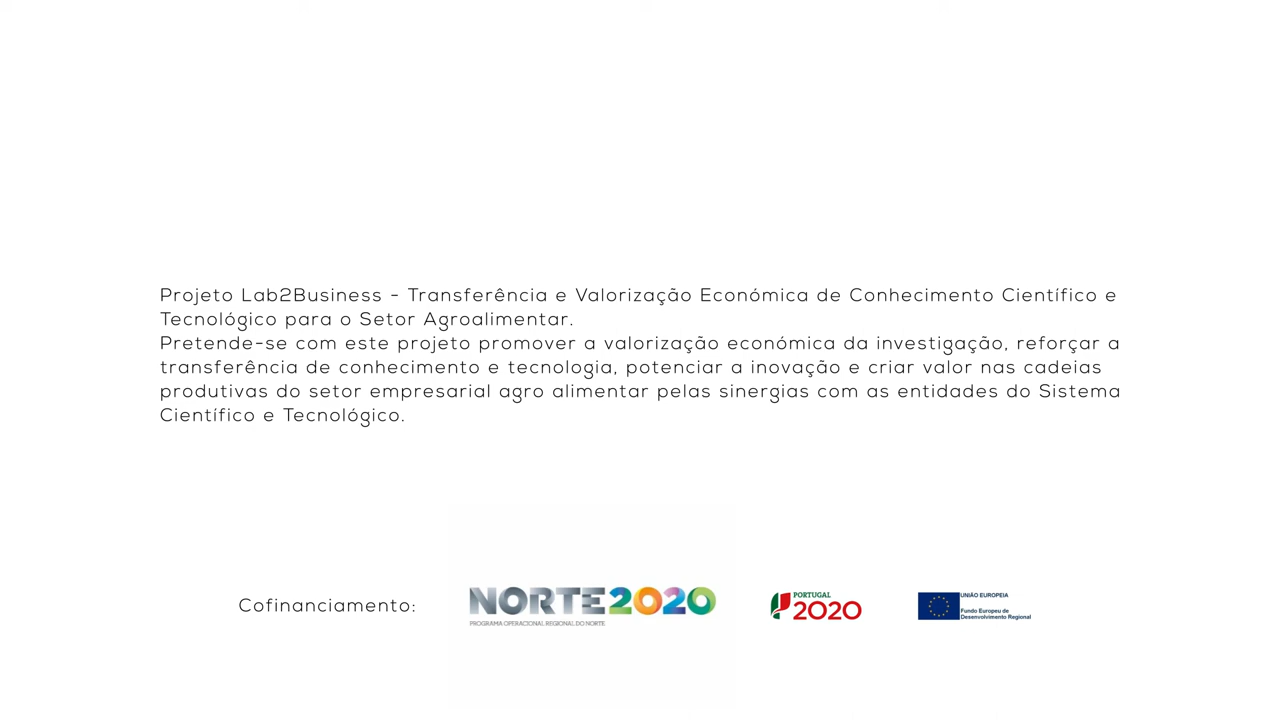 Projeto Lab2Business - Transferência e Valorização Económica de Conhecimento Científico e
Tecnológico para o Setor Agroalimentar.
Pretende-se com este projeto promover a valorização económica da investigação, reforçar a
transferência de conhecimento e tecnologia, potenciar a inovação e criar valor nas cadeias
produtivas do setor empresarial agro alimentar pelas sinergias com as entidades do Sistema
Científico e Tecnológico.
Cofinanciamento:
NORTE2020
PROGRAMA OPERACIONAL REGIONAL DO NORTE
PORTUGAL
2020
UNIÃO EUROPEIA
Fundo Europeu de
Desenvolvimento Regional